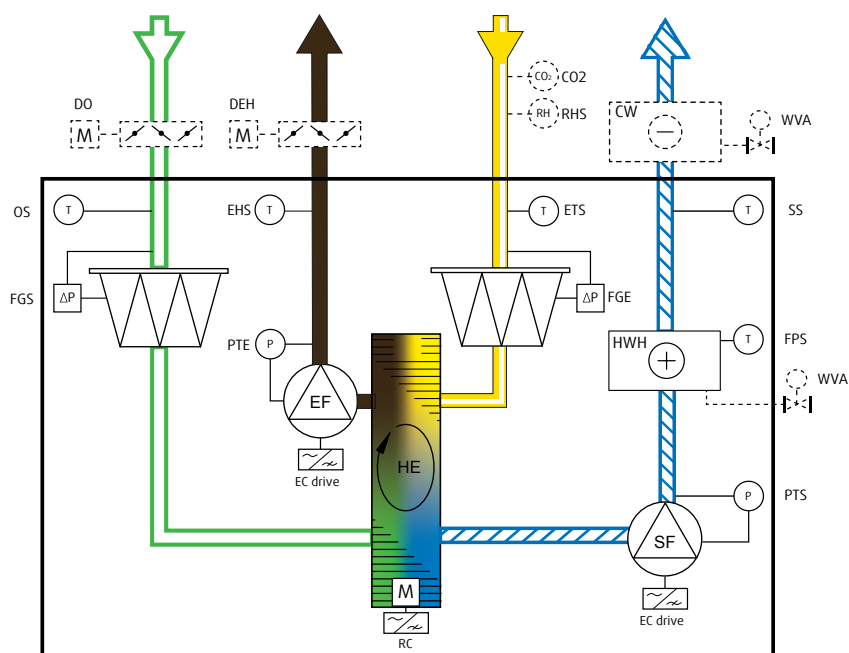 CO₂ CO2
DO DEH
M M RH RHS CW WVA
OS T EHS T T ETS T SS
FGS ΔP ΔP FGE
PTE P HWH T FPS
WVA
EF
EC drive
HE
P PTS
SF
M
EC drive
RC